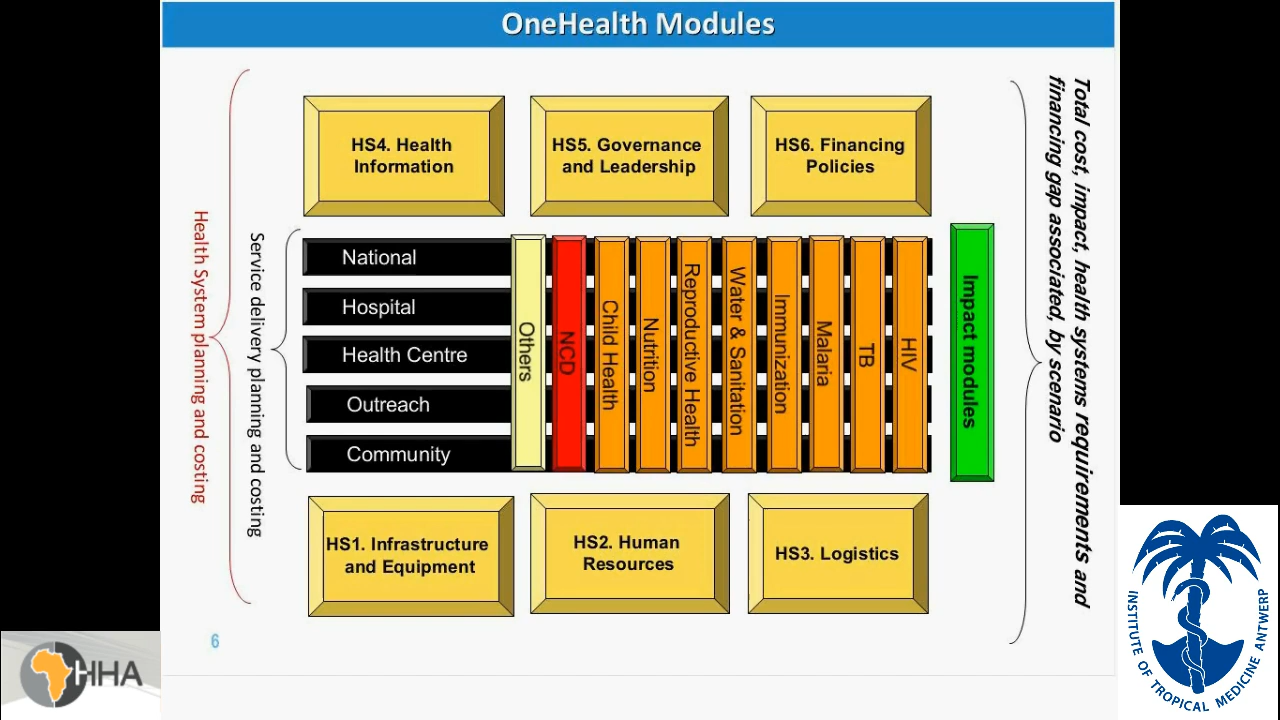 OneHealth Modules
Health System planning and costing
Service delivery planning and costing
HS4. Health
Information
HS5. Governance
and Leadership
HS6. Financing
Policies
National
Hospital
Health Centre
Outreach
Community
Others
NCD
Child Health
Nutrition
Reproductive Health
Water & Sanitation
Immunization
Malaria
TB
HIV
Impact modules
HS1. Infrastructure
and Equipment
HS2. Human
Resources
HS3. Logistics
Total cost, impact, health systems requirements and
financing gap associated, by scenario
6
HHA
INSTITUTE OF TROPICAL MEDICINE ANTWERP